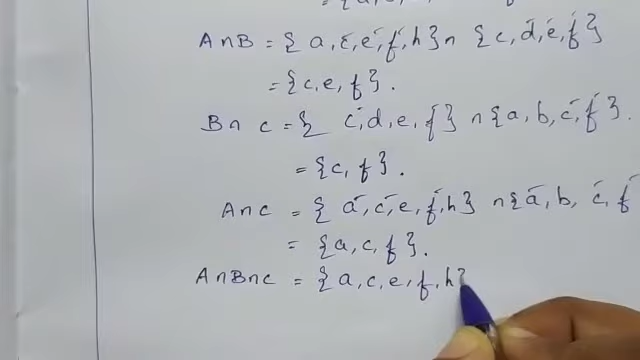 A∩B = {a, c, e, f, h} ∩ {c, d, e, f}
= {c, e, f}.
B∩C = { c, d, e, f} ∩ {a, b, c, f}.
= {c, f}.
A∩C = {a, c, e, f, h} ∩ {a, b, c, f
= {a, c, f}.
A∩B∩C = {a, c, e, f, h}